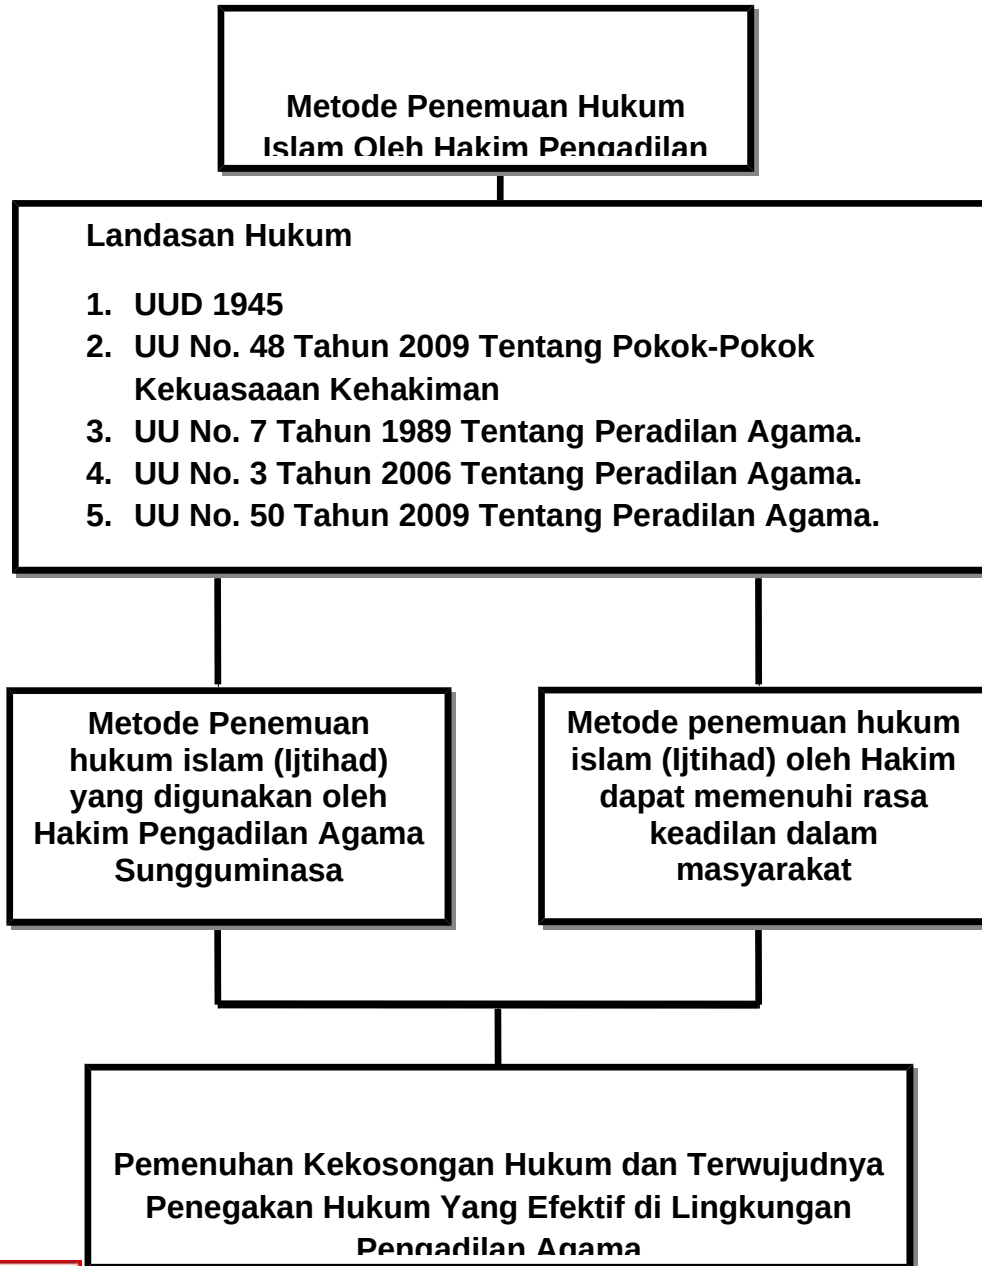 Metode Penemuan Hukum
Islam Oleh Hakim Pengadilan
Landasan Hukum
1. UUD 1945
2. UU No. 48 Tahun 2009 Tentang Pokok-Pokok
Kekuasaaan Kehakiman
3. UU No. 7 Tahun 1989 Tentang Peradilan Agama.
4. UU No. 3 Tahun 2006 Tentang Peradilan Agama.
5. UU No. 50 Tahun 2009 Tentang Peradilan Agama.
Metode Penemuan
hukum islam (Ijtihad)
yang digunakan oleh
Hakim Pengadilan Agama
Sungguminasa
Metode penemuan hukum
islam (Ijtihad) oleh Hakim
dapat memenuhi rasa
keadilan dalam
masyarakat
Pemenuhan Kekosongan Hukum dan Terwujudnya
Penegakan Hukum Yang Efektif di Lingkungan
Pengadilan Agama